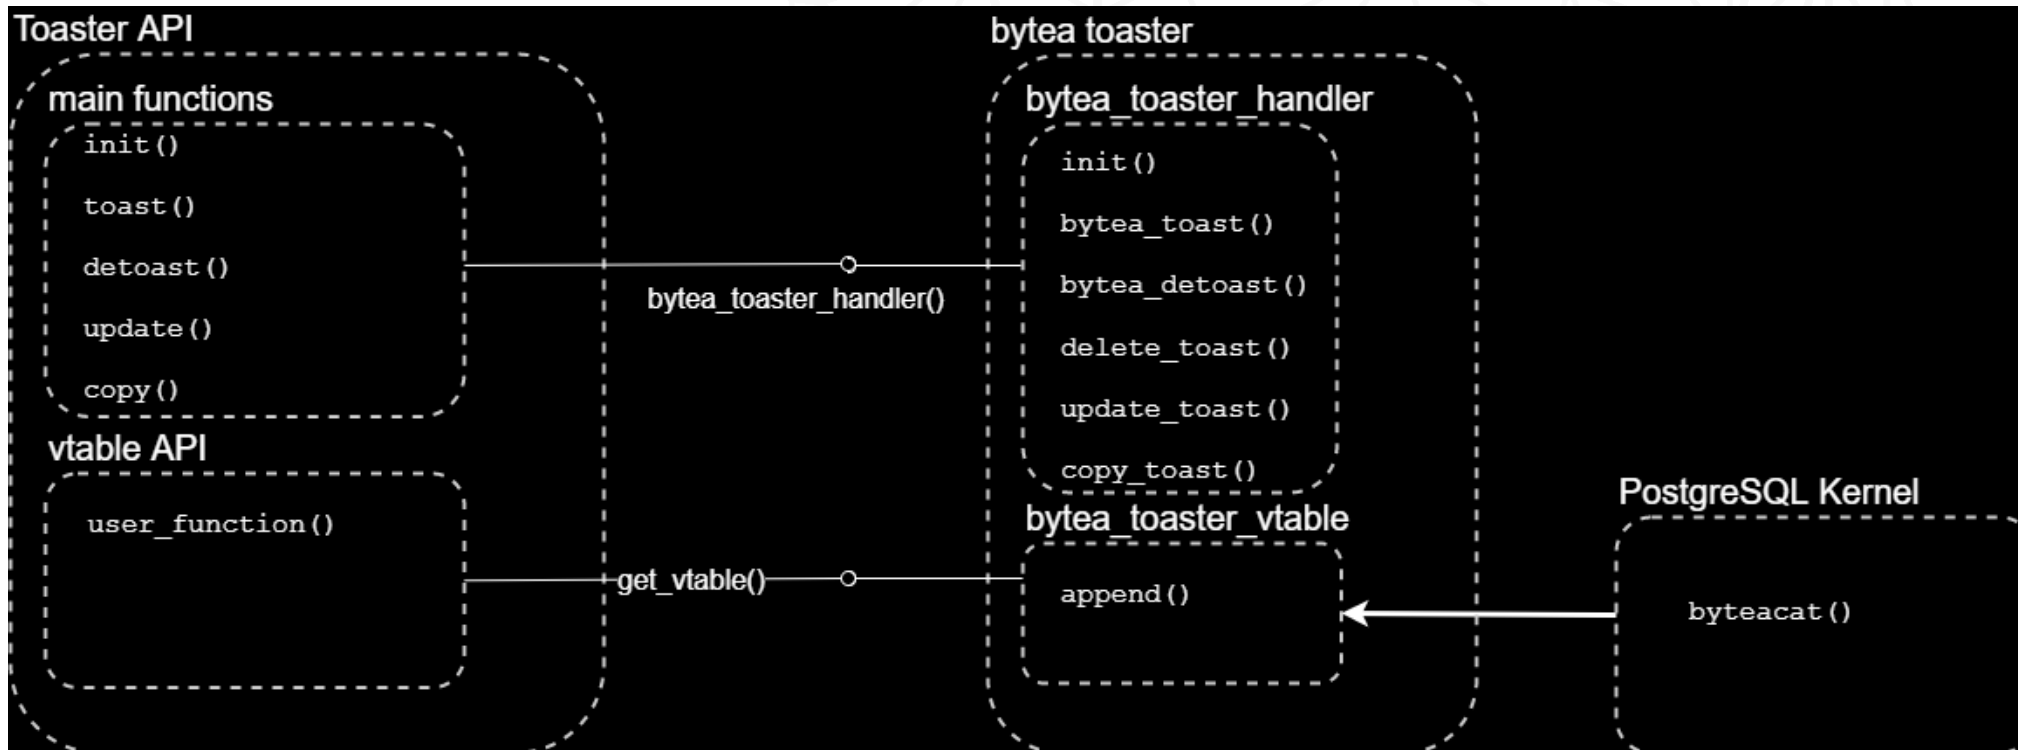 Toaster API
main functions
init()
toast()
detoast()
update()
copy()
vtable API
user_function()
bytea_toaster_handler()
get_vtable()
bytea toaster
bytea_toaster_handler
init()
bytea_toast()
bytea_detoast()
delete_toast()
update_toast()
copy_toast()
bytea_toaster_vtable
append()
PostgreSQL Kernel
byteacat()